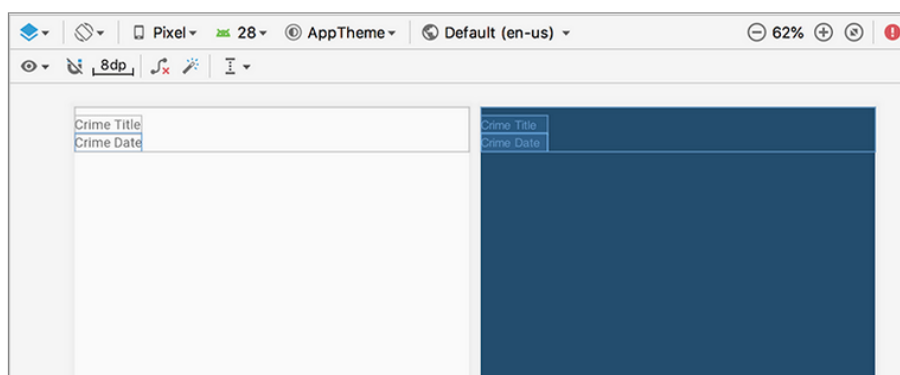 Pixel 28 AppTheme Default (en-us) 62%
8dp
Crime Title
Crime Date
Crime Title
Crime Date